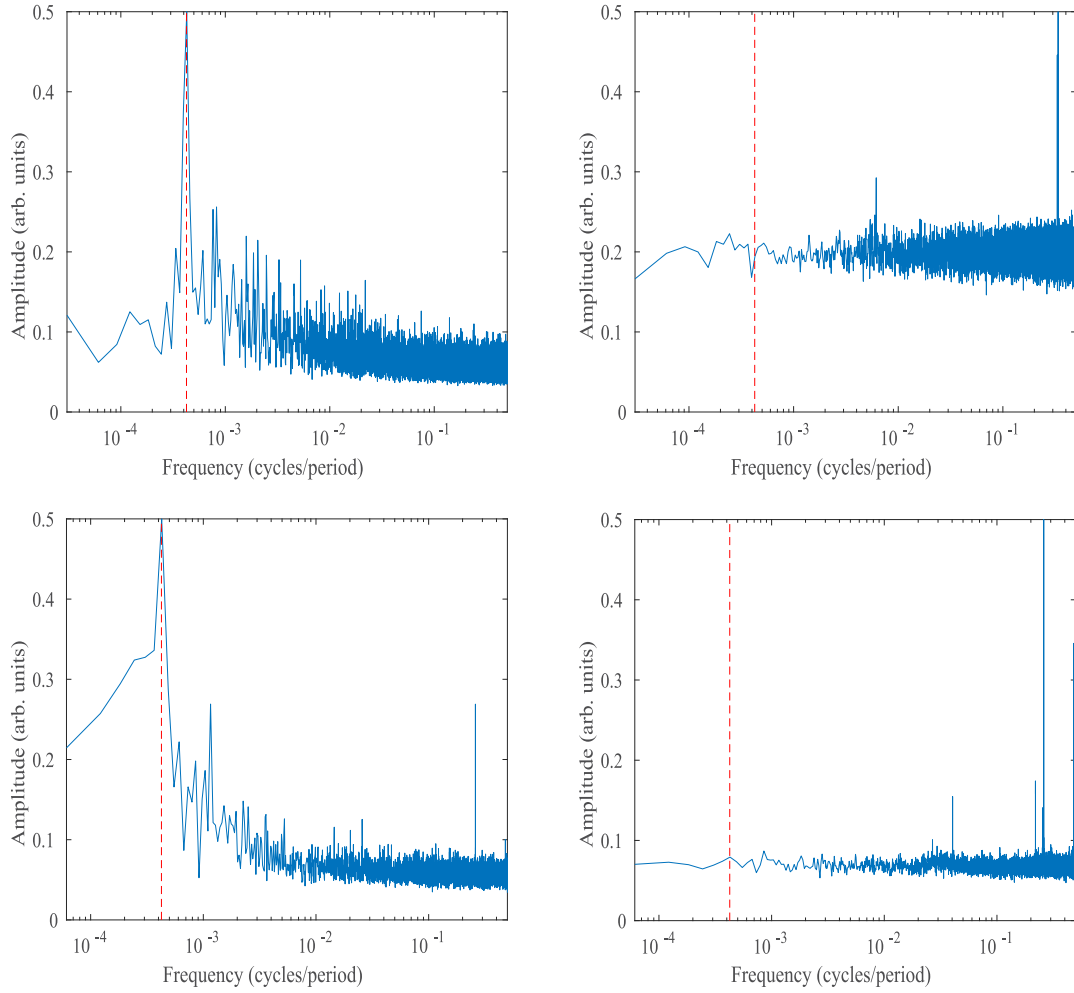 0.5
0.4
0.3
0.2
0.1
0
Amplitude (arb. units)
10^-4 10^-3 10^-2 10^-1
Frequency (cycles/period)
0.5
0.4
0.3
0.2
0.1
0
Amplitude (arb. units)
10^-4 10^-3 10^-2 10^-1
Frequency (cycles/period)
0.5
0.4
0.3
0.2
0.1
0
Amplitude (arb. units)
10^-4 10^-3 10^-2 10^-1
Frequency (cycles/period)
0.5
0.4
0.3
0.2
0.1
0
Amplitude (arb. units)
10^-4 10^-3 10^-2 10^-1
Frequency (cycles/period)